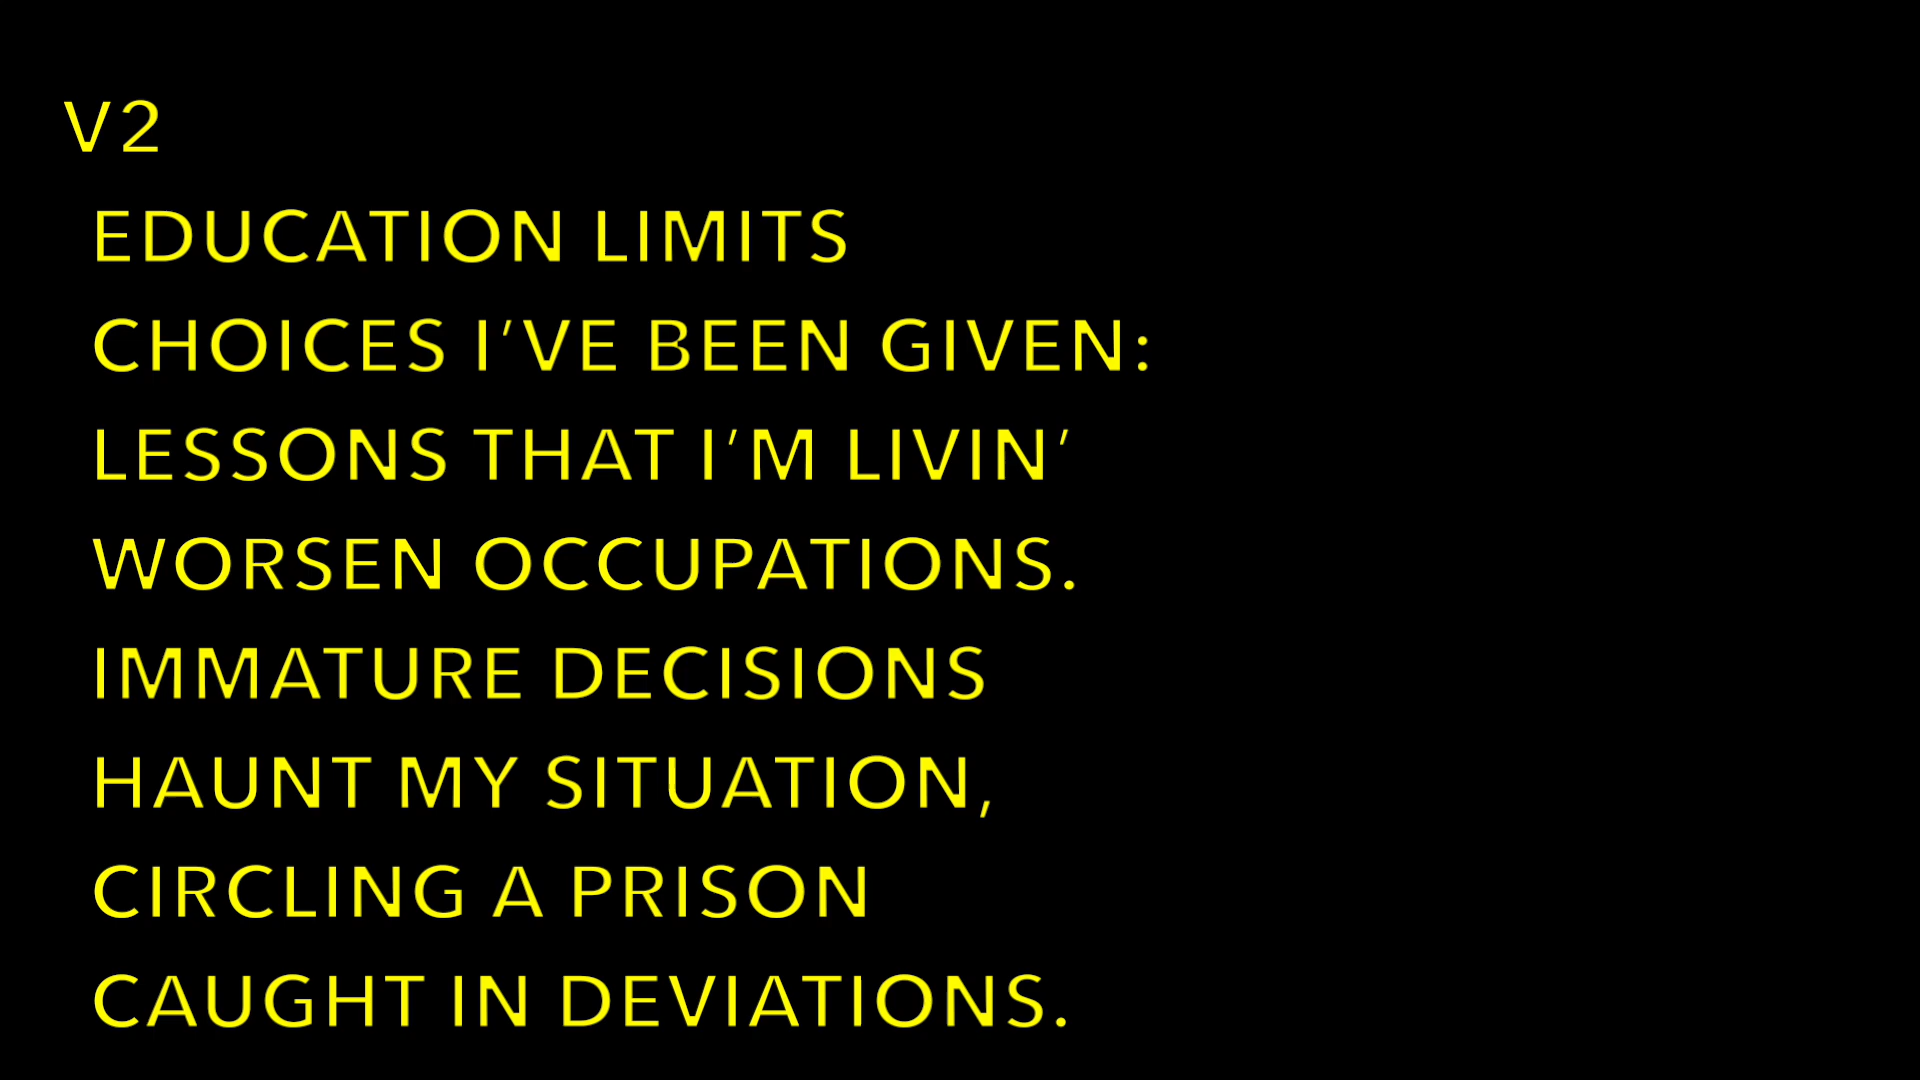 V2
EDUCATION LIMITS
CHOICES I’VE BEEN GIVEN:
LESSONS THAT I’M LIVIN’
WORSEN OCCUPATIONS.
IMMATURE DECISIONS
HAUNT MY SITUATION,
CIRCLING A PRISON
CAUGHT IN DEVIATIONS.